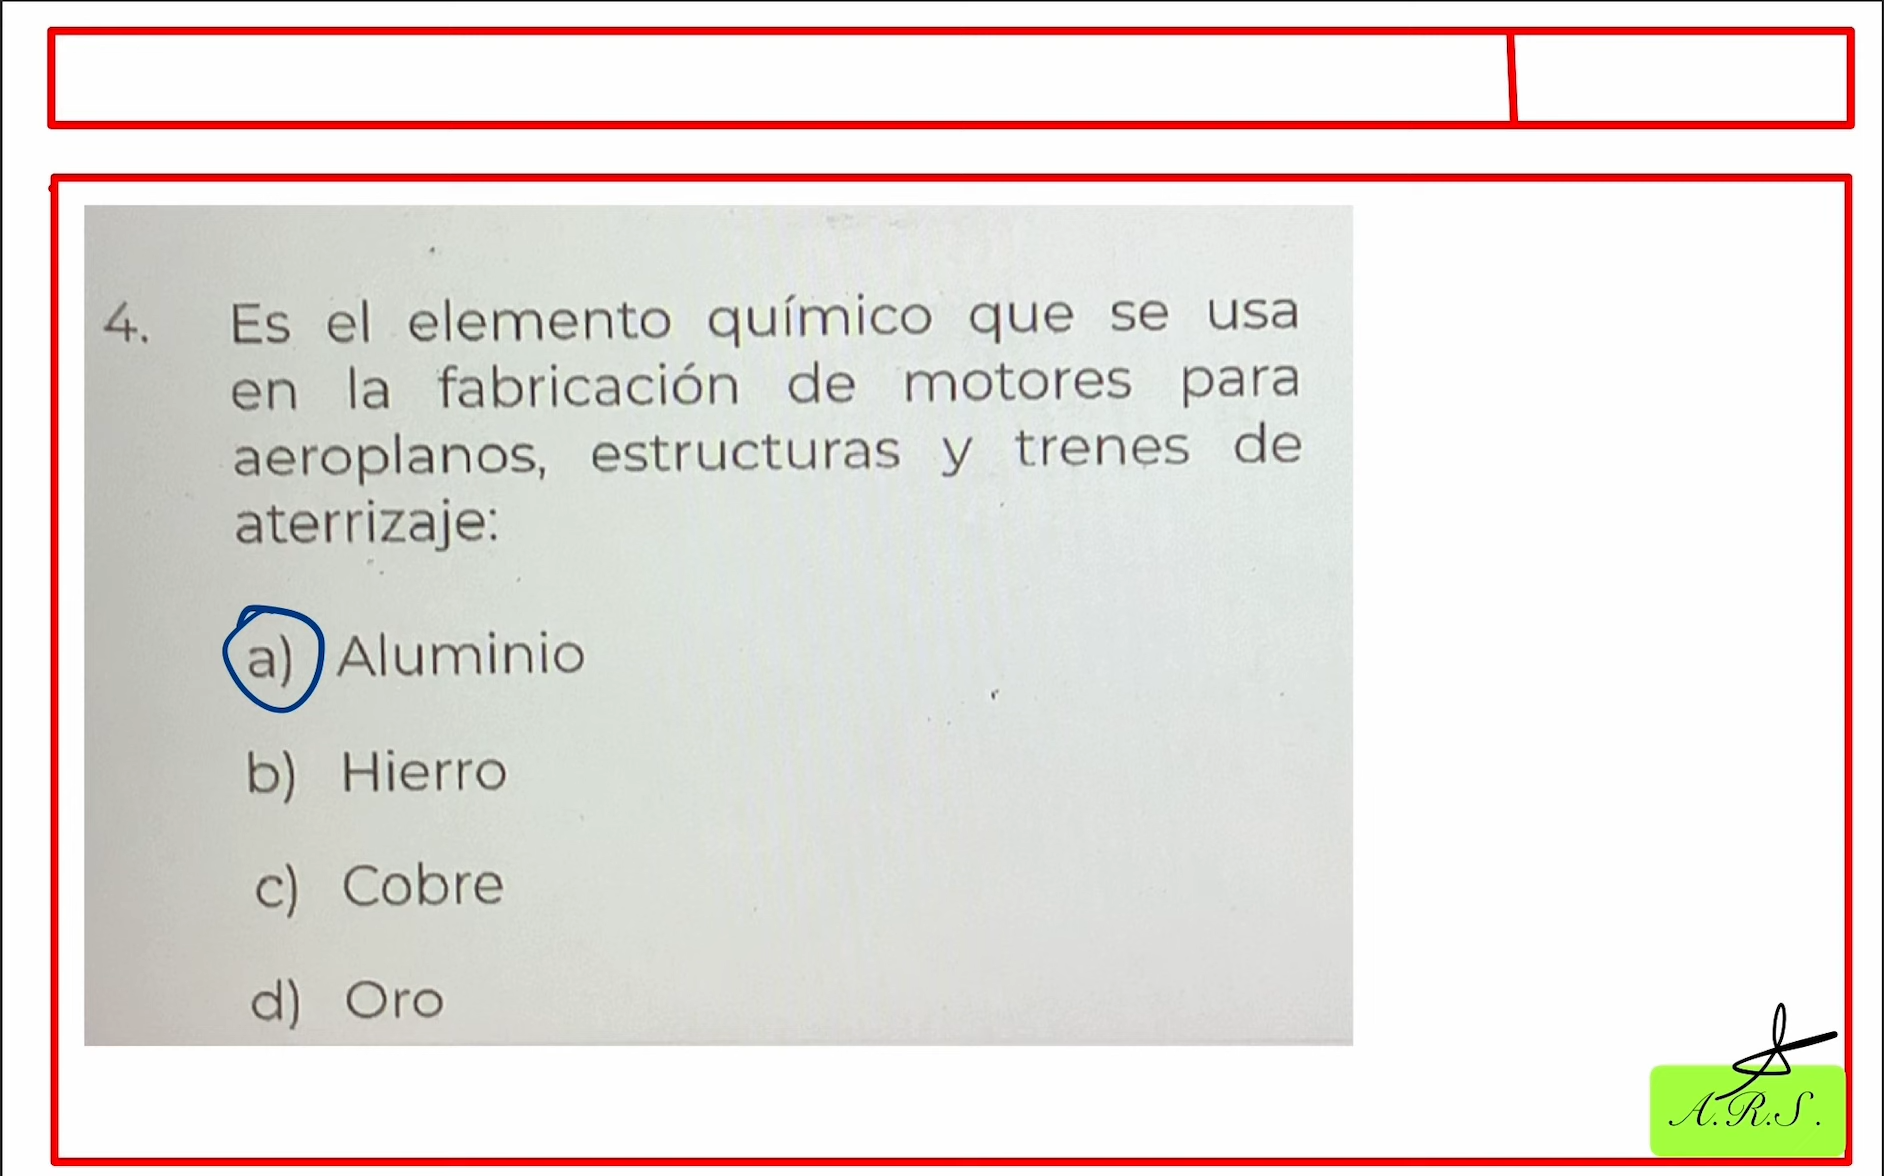 4. Es el elemento químico que se usa
en la fabricación de motores para
aeroplanos, estructuras y trenes de
aterrizaje:
a) Aluminio
b) Hierro
c) Cobre
d) Oro
A.R.S.